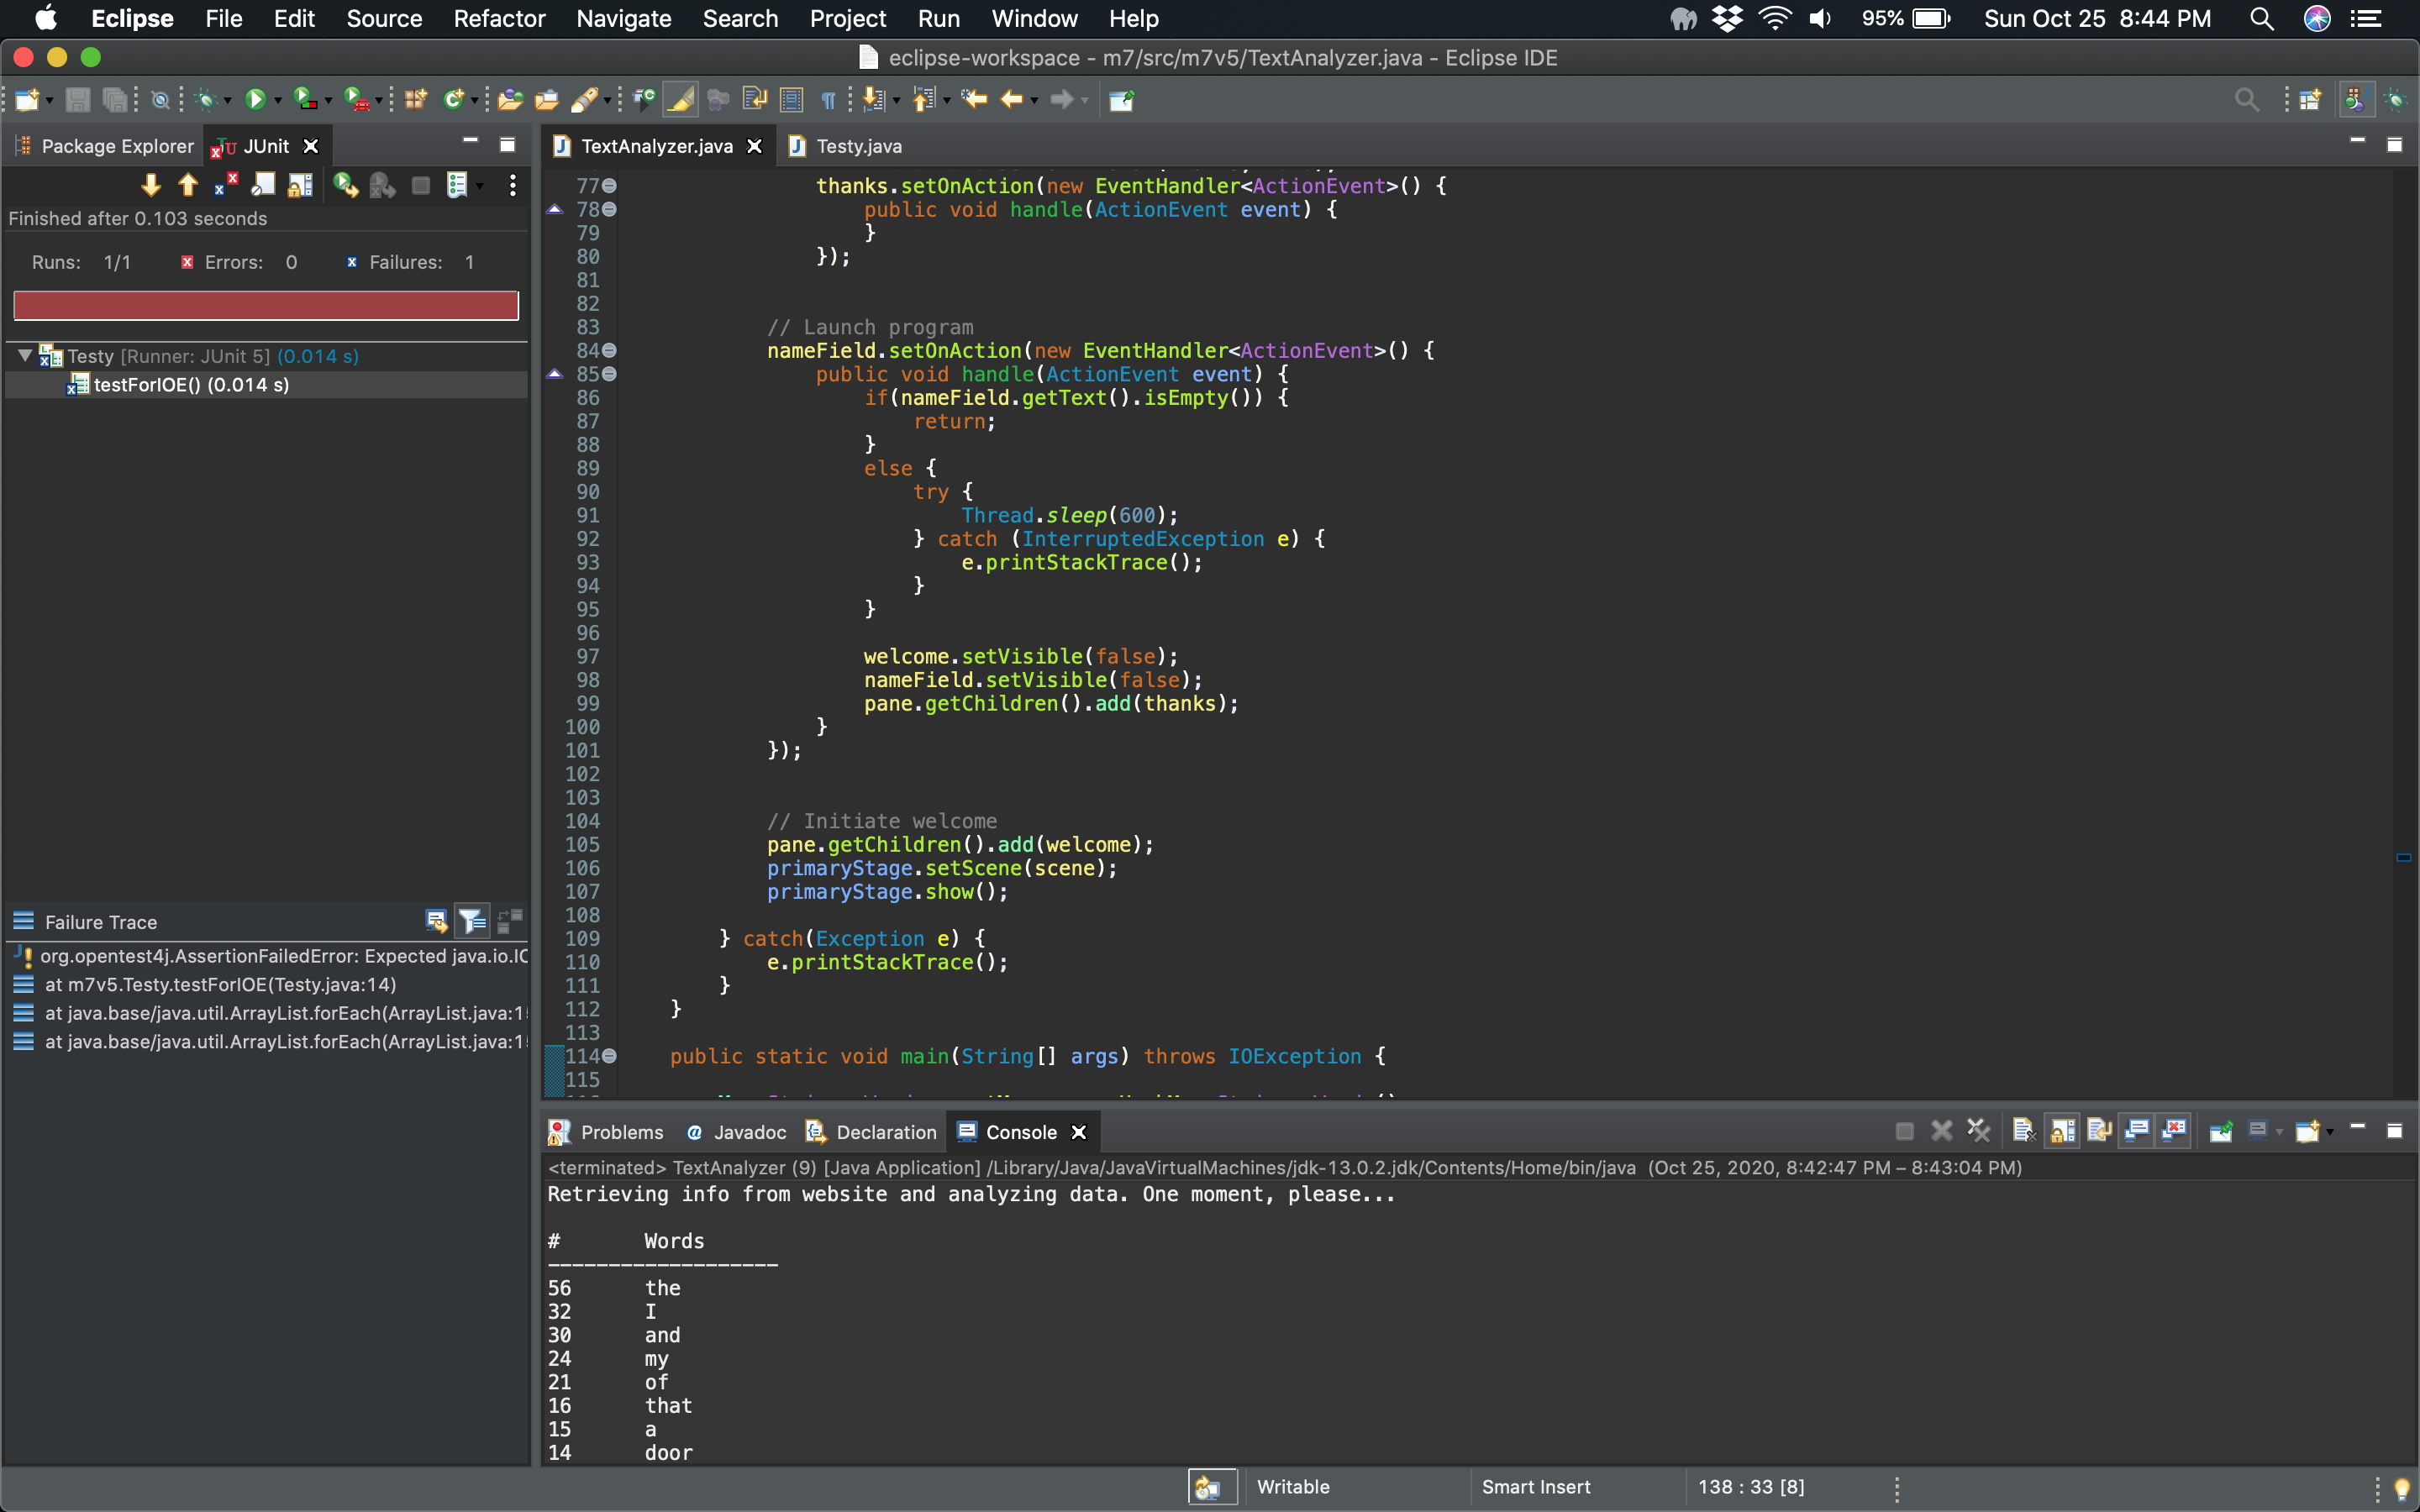 Eclipse File Edit Source Refactor Navigate Search Project Run Window Help 95% Sun Oct 25 8:44 PM
eclipse-workspace - m7/src/m7v5/TextAnalyzer.java - Eclipse IDE
Package Explorer JUnit
Finished after 0.103 seconds
Runs: 1/1 Errors: 0 Failures: 1
Testy [Runner: JUnit 5] (0.014 s)
testForIOE() (0.014 s)
Failure Trace
org.opentest4j.AssertionFailedError: Expected java.io.IO
at m7v5.Testy.testForIOE(Testy.java:14)
at java.base/java.util.ArrayList.forEach(ArrayList.java:15
at java.base/java.util.ArrayList.forEach(ArrayList.java:15
TextAnalyzer.java Testy.java
77 thanks.setOnAction(new EventHandler<ActionEvent>() {
78 public void handle(ActionEvent event) {
79 }
80 });
81
82
83 // Launch program
84 nameField.setOnAction(new EventHandler<ActionEvent>() {
85 public void handle(ActionEvent event) {
86 if(nameField.getText().isEmpty()) {
87 return;
88 }
89 else {
90 try {
91 Thread.sleep(600);
92 } catch (InterruptedException e) {
93 e.printStackTrace();
94 }
95 }
96
97 welcome.setVisible(false);
98 nameField.setVisible(false);
99 pane.getChildren().add(thanks);
100 }
101 });
102
103
104 // Initiate welcome
105 pane.getChildren().add(welcome);
106 primaryStage.setScene(scene);
107 primaryStage.show();
108
109 } catch(Exception e) {
110 e.printStackTrace();
111 }
112 }
113
114 public static void main(String[] args) throws IOException {
115
Problems Javadoc Declaration Console
<terminated> TextAnalyzer (9) [Java Application] /Library/Java/JavaVirtualMachines/jdk-13.0.2.jdk/Contents/Home/bin/java (Oct 25, 2020, 8:42:47 PM – 8:43:04 PM)
Retrieving info from website and analyzing data. One moment, please...
# Words
-------------------
56 the
32 I
30 and
24 my
21 of
16 that
15 a
14 door
Writable Smart Insert 138 : 33 [8]